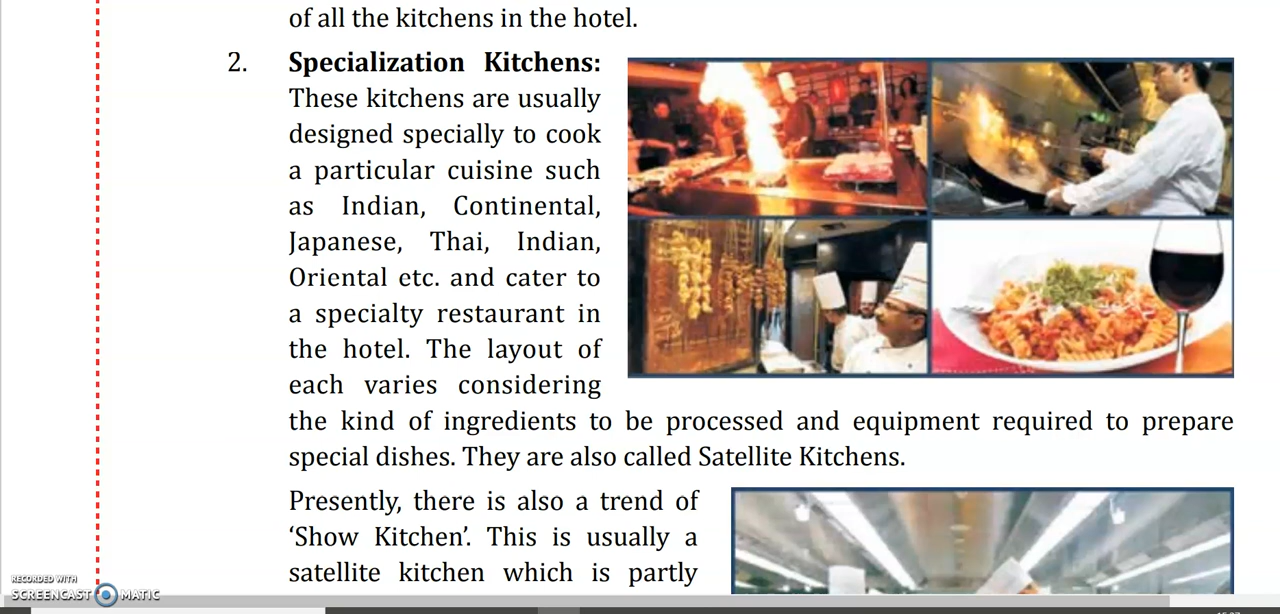 of all the kitchens in the hotel.
2. Specialization Kitchens:
These kitchens are usually
designed specially to cook
a particular cuisine such
as Indian, Continental,
Japanese, Thai, Indian,
Oriental etc. and cater to
a specialty restaurant in
the hotel. The layout of
each varies considering
the kind of ingredients to be processed and equipment required to prepare
special dishes. They are also called Satellite Kitchens.
Presently, there is also a trend of
‘Show Kitchen’. This is usually a
satellite kitchen which is partly
RECORDED WITH
SCREENCAST MATIC